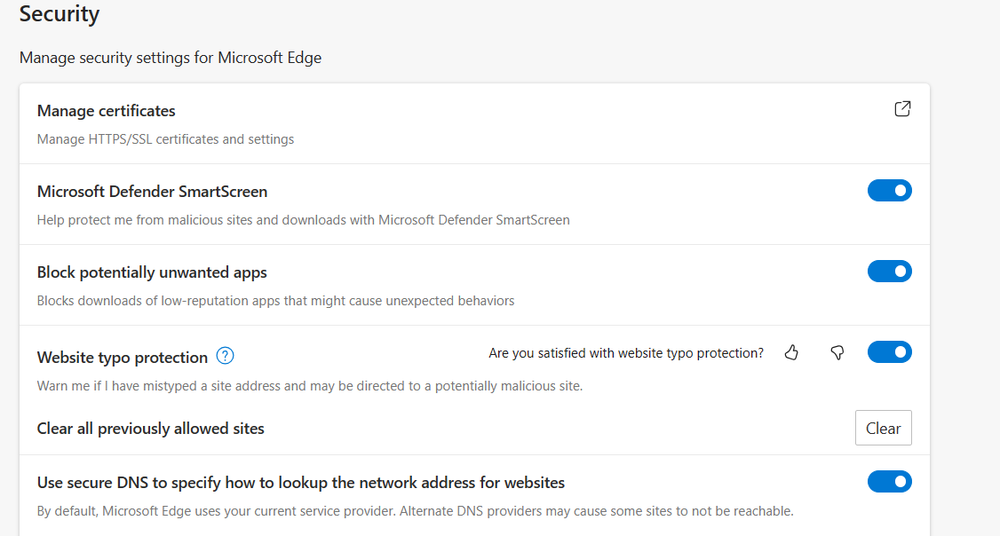 Security
Manage security settings for Microsoft Edge
Manage certificates
Manage HTTPS/SSL certificates and settings
Microsoft Defender SmartScreen
Help protect me from malicious sites and downloads with Microsoft Defender SmartScreen
Block potentially unwanted apps
Blocks downloads of low-reputation apps that might cause unexpected behaviors
Website typo protection ? Are you satisfied with website typo protection?
Warn me if I have mistyped a site address and may be directed to a potentially malicious site.
Clear all previously allowed sites Clear
Use secure DNS to specify how to lookup the network address for websites
By default, Microsoft Edge uses your current service provider. Alternate DNS providers may cause some sites to not be reachable.